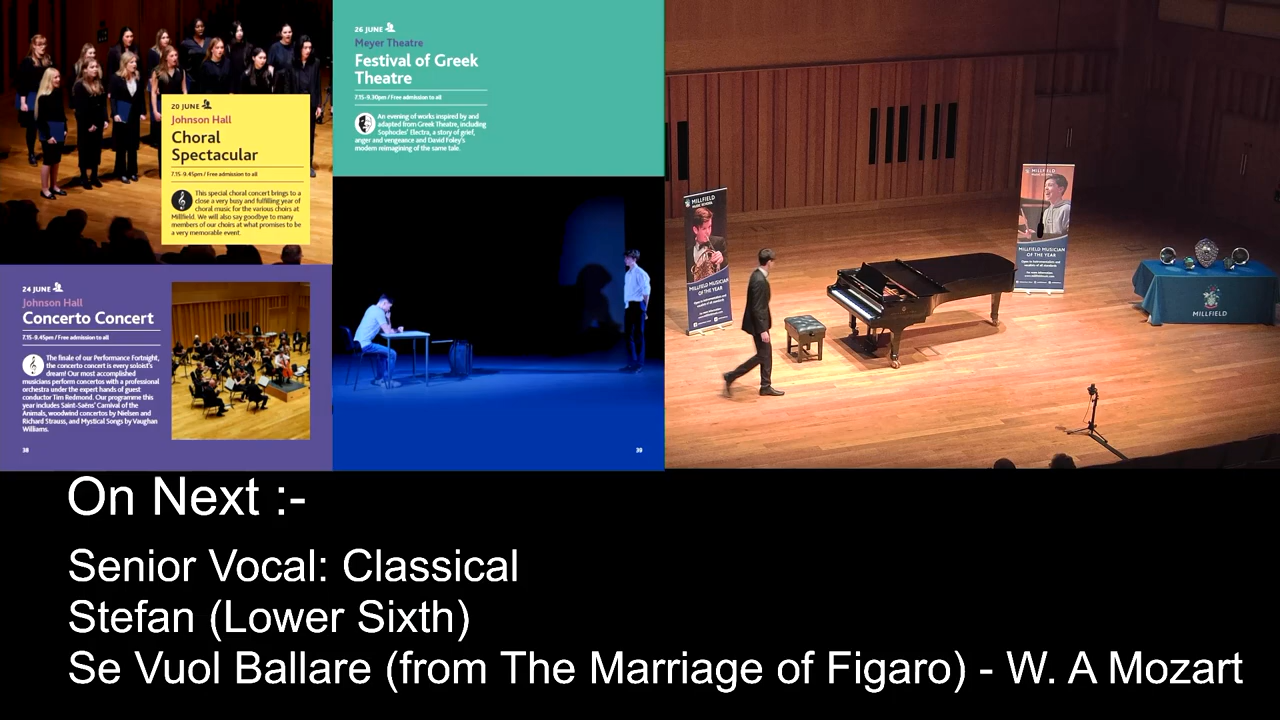 20 JUNE
Johnson Hall
Choral
Spectacular
7.15-9.45pm / Free admission to all
This special choral concert brings to a
close a very busy and fulfilling year of
choral music for the various choirs at
Millfield. We will also say goodbye to many
members of our choirs at what promises to be
a very memorable event.
24 JUNE
Johnson Hall
Concerto Concert
7.15-9.45pm / Free admission to all
The finale of our Performance Fortnight,
the concerto concert is every soloist's
dream! Our most accomplished
musicians perform concertos with a professional
orchestra under the expert hands of guest
conductor Tim Redmond. Our programme this
year includes Saint-Saëns' Carnival of the
Animals, woodwind concertos by Nielsen and
Richard Strauss, and Mystical Songs by Vaughan
Williams.
38
26 JUNE
Meyer Theatre
Festival of Greek
Theatre
7.15-9.30pm / Free admission to all
An evening of works inspired by and
adapted from Greek Theatre, including
Sophocles' Electra, a story of grief,
anger and vengeance and David Foley's
modern reimagining of the same tale.
39
MILLFIELD
MILLFIELD MUSICIAN
OF THE YEAR
MILLFIELD
MILLFIELD MUSICIAN
OF THE YEAR
MILLFIELD
On Next :-
Senior Vocal: Classical
Stefan (Lower Sixth)
Se Vuol Ballare (from The Marriage of Figaro) - W. A Mozart